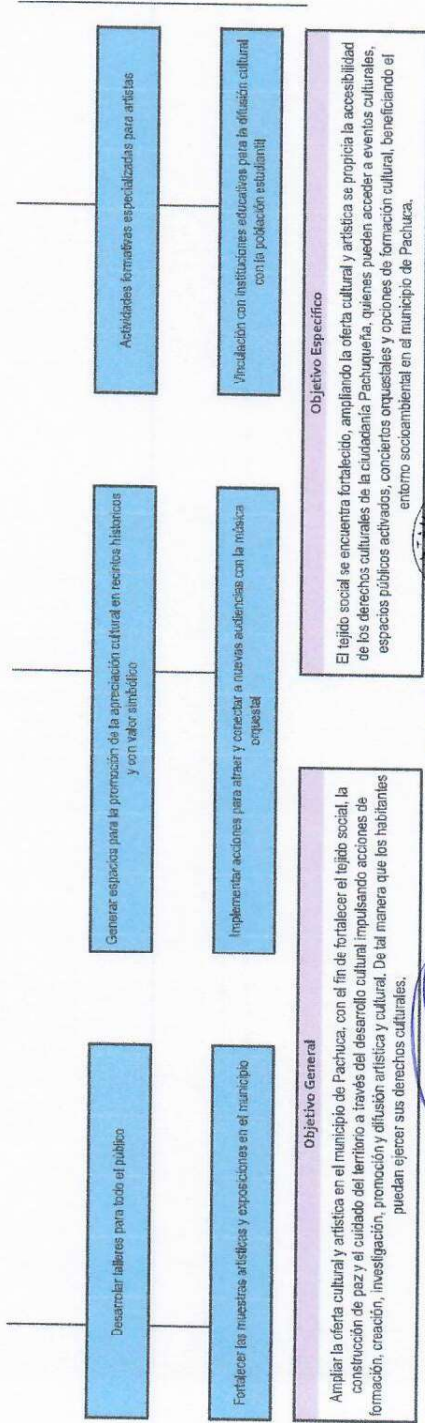 Desarrollar talleres para todo el público
Generar espacios para la promoción de la apreciación cultural en recintos historicos
y con valor simbólico
Actividades formativas especializadas para artistas
Fortalecer las muestras artísticas y exposiciones en el municipio
Implementar acciones para atraer y conectar a nuevas audiencias con la música
orquestal
Vinculación con instituciones educativas para la difusión cultural
con la población estudiantil
Objetivo General
Ampliar la oferta cultural y artística en el municipio de Pachuca, con el fin de fortalecer el tejido social, la
construcción de paz y el cuidado del territorio a través del desarrollo cultural impulsando acciones de
formación, creación, investigación, promoción y difusión artística y cultural. De tal manera que los habitantes
puedan ejercer sus derechos culturales.
Objetivo Específico
El tejido social se encuentra fortalecido, ampliando la oferta cultural y artística se propicia la accesibilidad
de los derechos culturales de la ciudadanía Pachuqueña, quienes pueden acceder a eventos culturales,
espacios públicos activados, conciertos orquestales y opciones de formación cultural, beneficiando el
entorno socioambiental en el municipio de Pachuca.